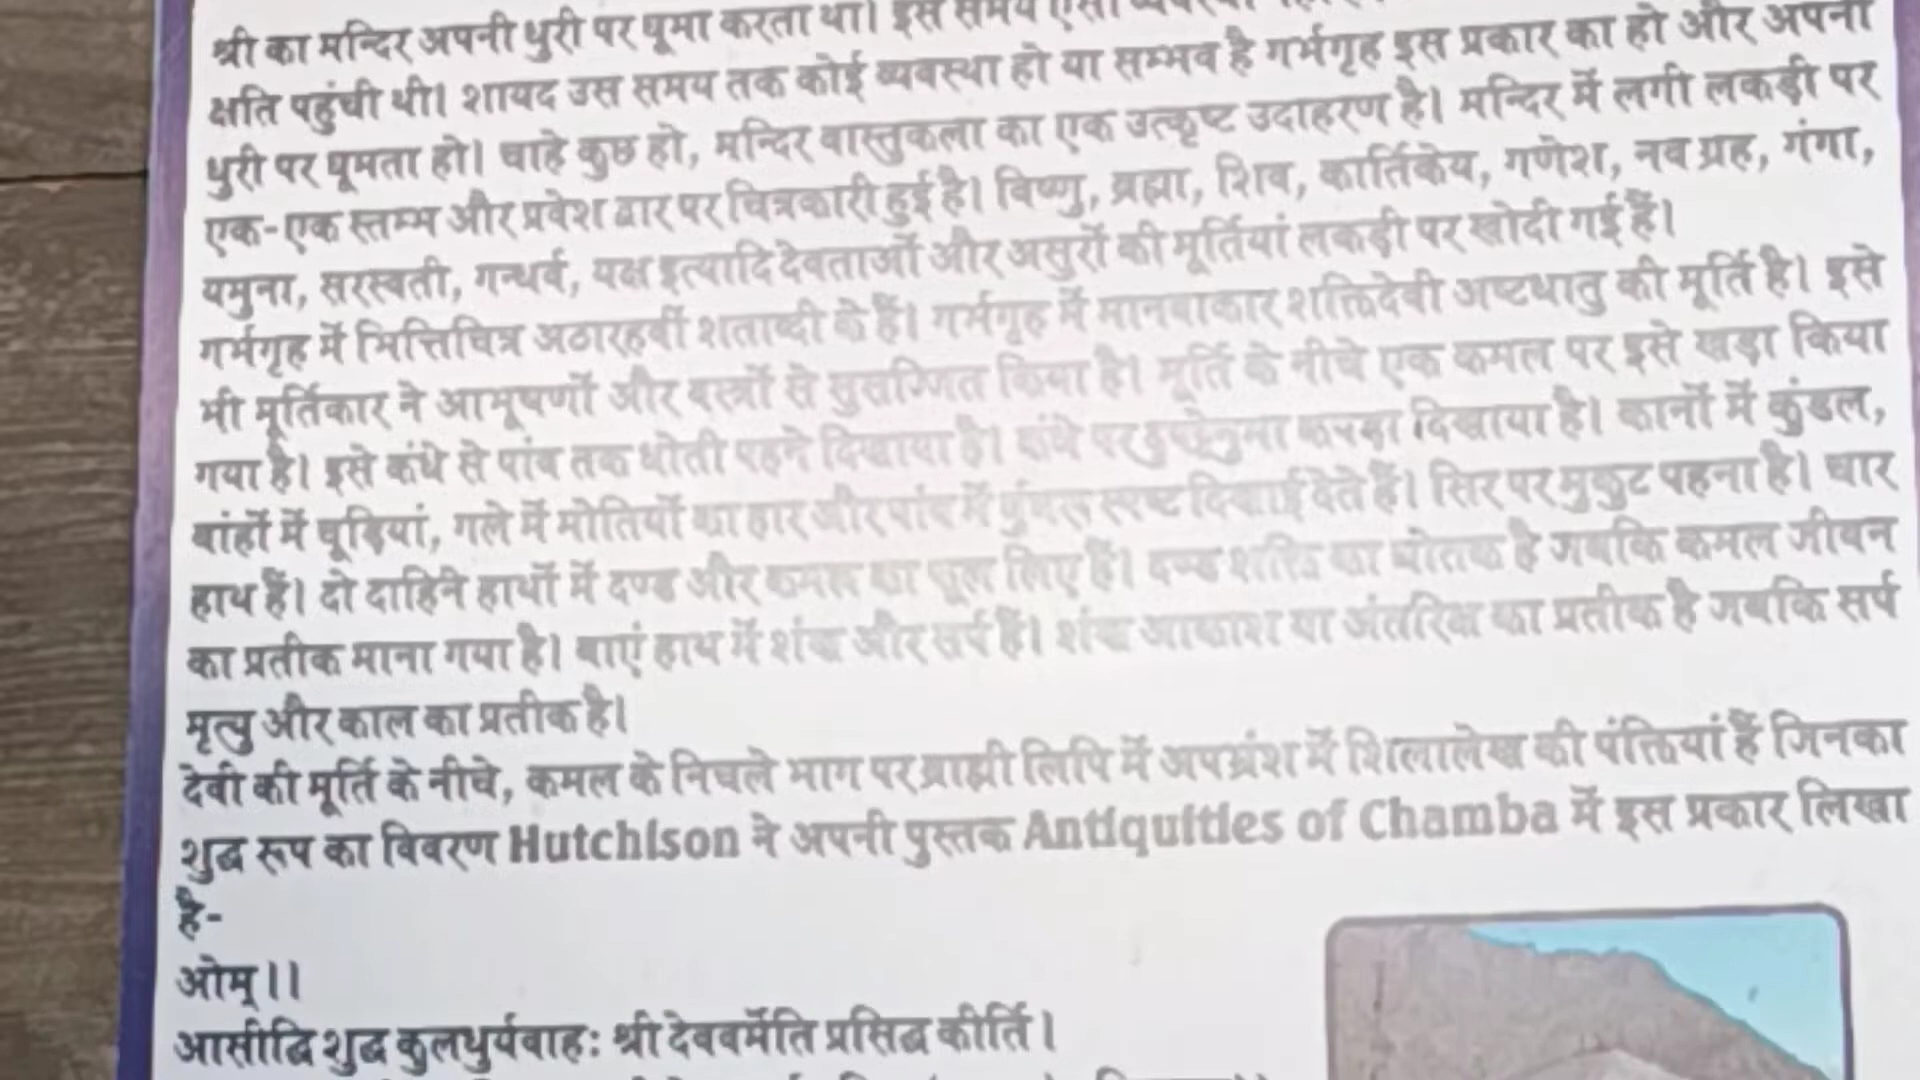 श्री का मन्दिर अपनी धुरी पर घूमा करता था। इस समय
क्षति पहुंची थी। शायद उस समय तक कोई व्यवस्था हो या सम्भव है गर्भगृह इस प्रकार का हो और अपनी
धुरी पर घूमता हो। चाहे कुछ हो, मन्दिर वास्तुकला का एक उत्कृष्ट उदाहरण है। मन्दिर में लगी लकड़ी पर
एक-एक स्तम्भ और प्रवेश द्वार पर चित्रकारी हुई है। विष्णु, ब्रह्मा, शिव, कार्तिकेय, गणेश, नव ग्रह, गंगा,
यमुना, सरस्वती, गन्धर्व, यक्ष इत्यादि देवताओं और असुरों की मूर्तियां लकड़ी पर खोदी गई हैं।
गर्भगृह में भित्तिचित्र अठारहवीं शताब्दी के हैं। गर्भगृह में मानवाकार शक्तिदेवी अष्टधातु की मूर्ति है। इसे
भी मूर्तिकार ने आभूषणों और वस्त्रों से सुसज्जित किया है। मूर्ति के नीचे एक कमल पर इसे खड़ा किया
गया है। इसे कंधे से पांव तक धोती पहने दिखाया है। कंधे पर दुपट्टेनुमा कपड़ा दिखाया है। कानों में कुंडल,
बांहों में चूड़ियां, गले में मोतियों का हार और पांव में घुंघरू स्पष्ट दिखाई देते हैं। सिर पर मुकुट पहना है। चार
हाथ हैं। दो दाहिने हाथों में दण्ड और कमल का फूल लिए हैं। दण्ड शक्ति का द्योतक है जबकि कमल जीवन
का प्रतीक माना गया है। बाएं हाथ में शंख और सर्प हैं। शंख आकाश या अंतरिक्ष का प्रतीक है जबकि सर्प
मृत्यु और काल का प्रतीक है।
देवी की मूर्ति के नीचे, कमल के निचले भाग पर ब्राह्मी लिपि में अपभ्रंश में शिलालेख की पंक्तियां हैं जिनका
शुद्ध रूप का विवरण Hutchison ने अपनी पुस्तक Antiquities of Chamba में इस प्रकार लिखा
है-
ओम्।।
आसीद्धि शुद्ध कुलधुर्यवाहः श्री देववर्मेति प्रसिद्ध कीर्ति।